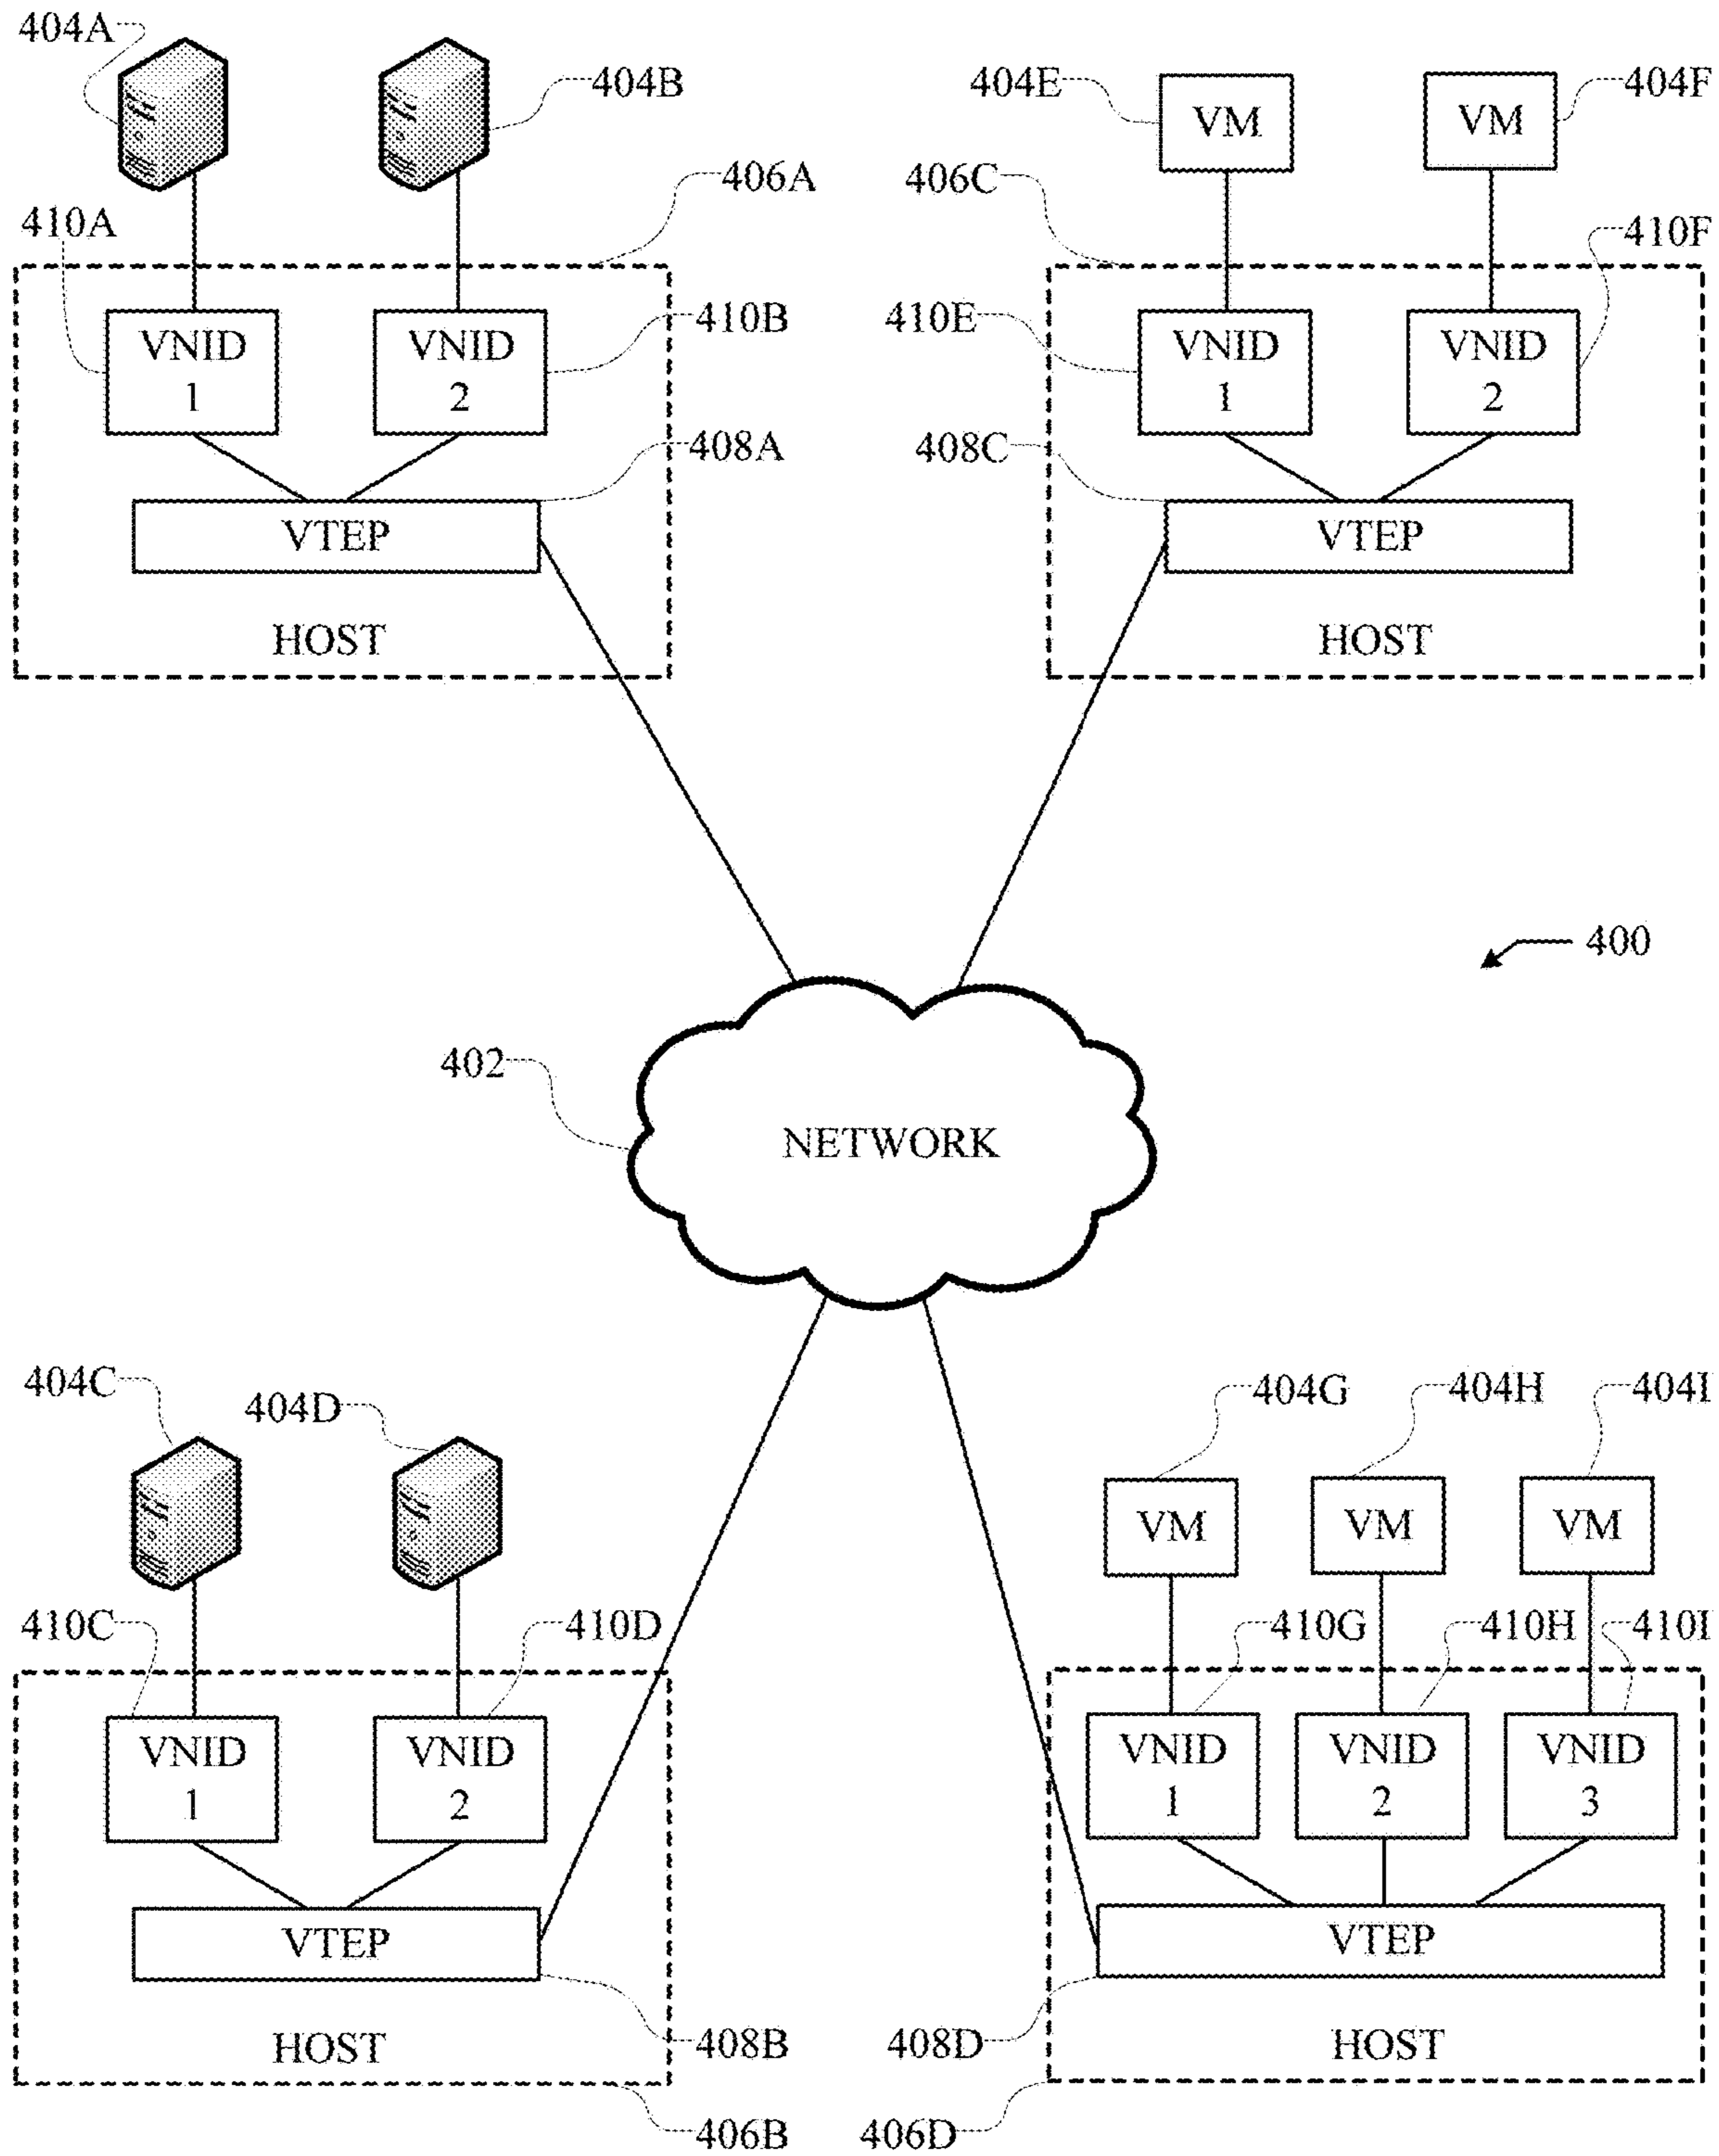 404A
404B
404E
VM
VM
404F
406A
406C
410A
410F
VNID
1
VNID
2
410B
410E
VNID
1
VNID
2
408A
408C
VTEP
VTEP
HOST
HOST
400
402
NETWORK
404C
404D
404G
404H
404I
VM
VM
VM
410C
410D
410G
410H
410I
VNID
1
VNID
2
VNID
1
VNID
2
VNID
3
VTEP
VTEP
HOST
408B
408D
HOST
406B
406D